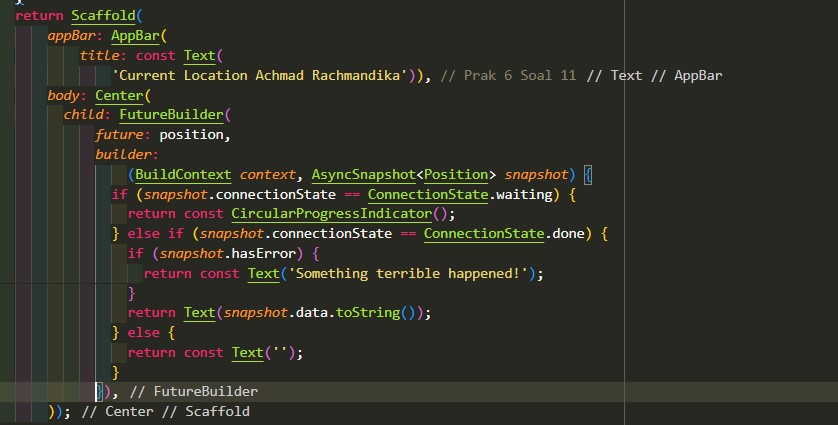 return Scaffold(
appBar: AppBar(
title: const Text(
'Current Location Achmad Rachmandika')), // Prak 6 Soal 11 // Text // AppBar
body: Center(
child: FutureBuilder(
future: position,
builder:
(BuildContext context, AsyncSnapshot<Position> snapshot) {
if (snapshot.connectionState == ConnectionState.waiting) {
return const CircularProgressIndicator();
} else if (snapshot.connectionState == ConnectionState.done) {
if (snapshot.hasError) {
return const Text('Something terrible happened!');
}
return Text(snapshot.data.toString());
} else {
return const Text('');
}
}), // FutureBuilder
)); // Center // Scaffold